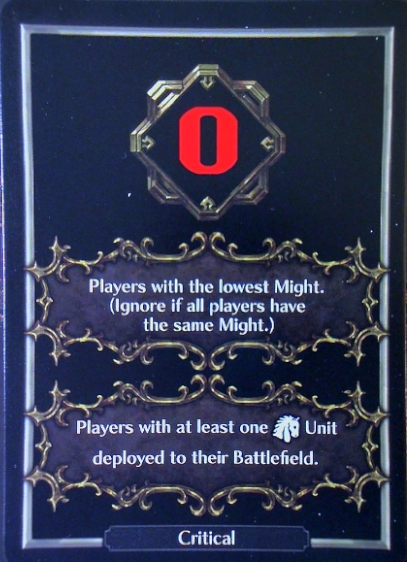 0
Players with the lowest Might.
(Ignore if all players have
the same Might.)
Players with at least one Unit
deployed to their Battlefield.
Critical